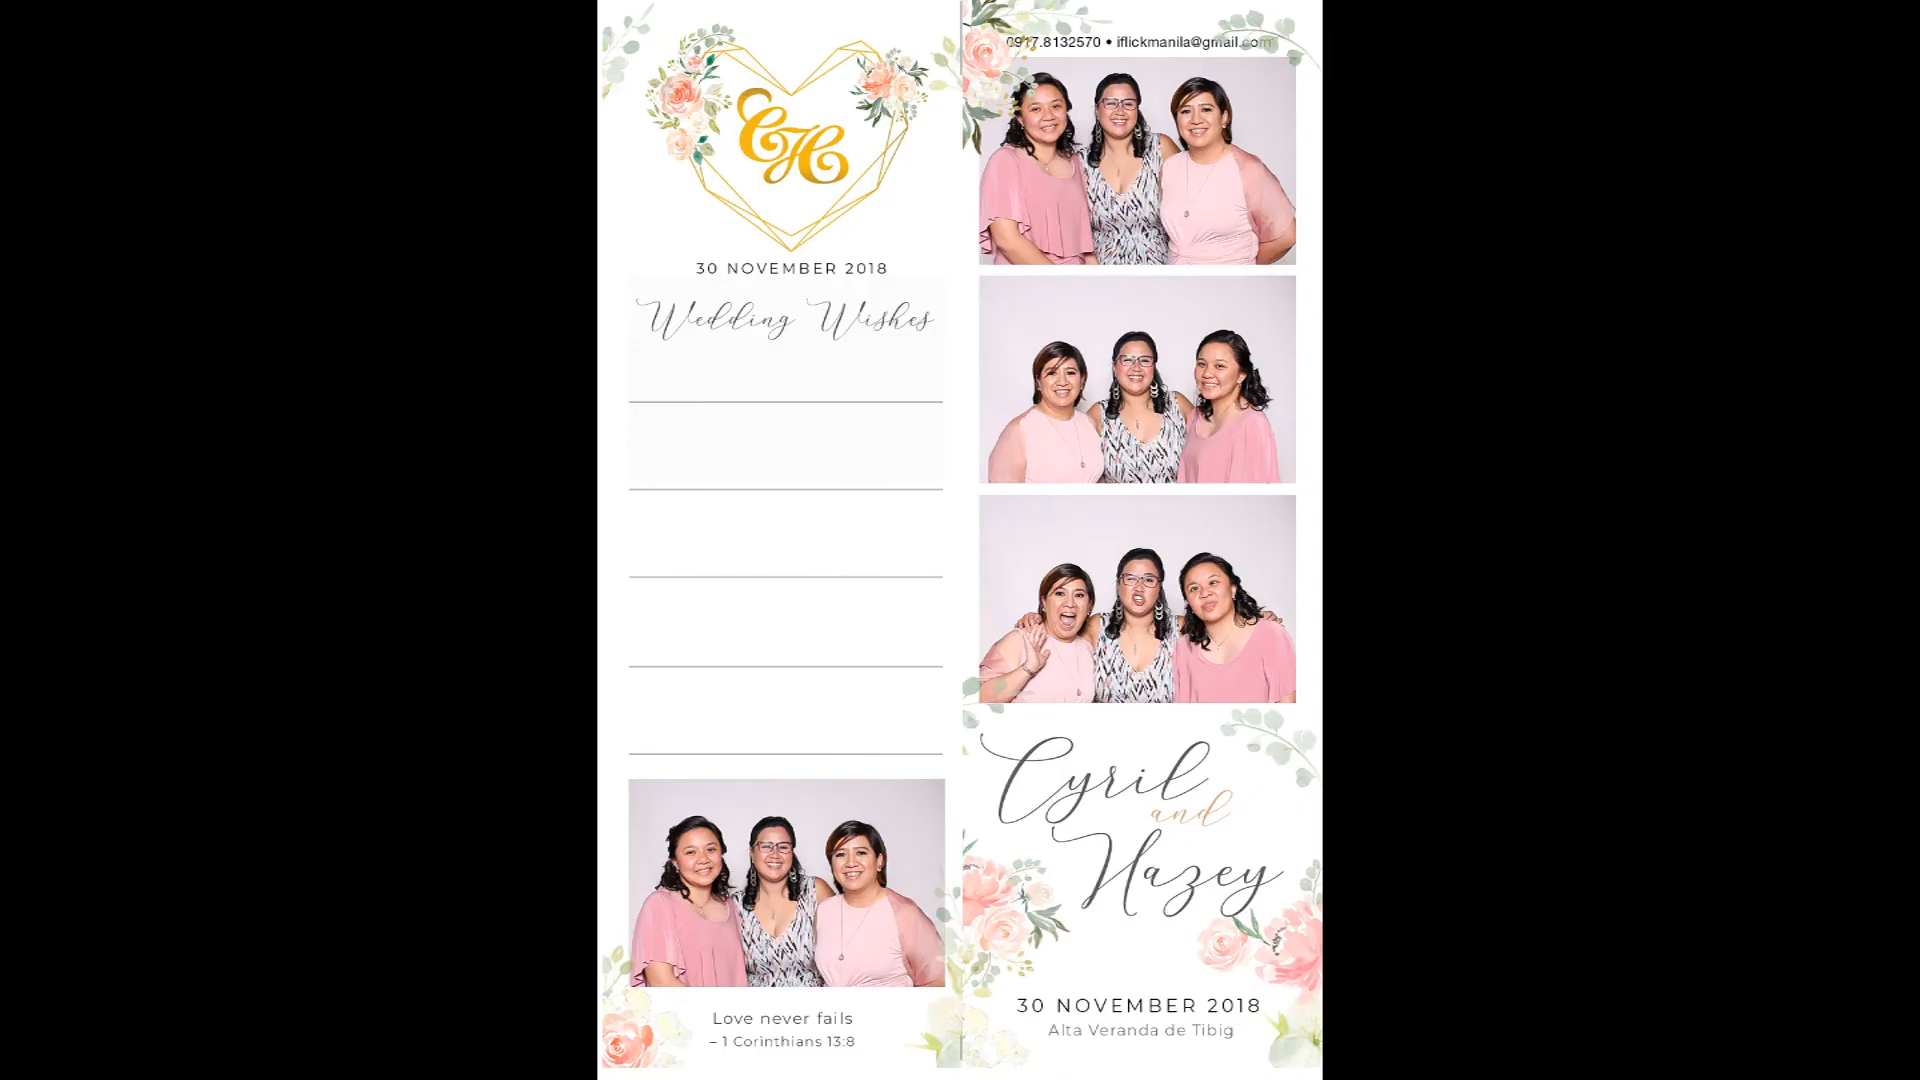 CH
30 NOVEMBER 2018
Wedding Wishes
Love never fails
– 1 Corinthians 13:8
0917.8132570 • iflickmanila@gmail.com
Cyril
and
Hazey
30 NOVEMBER 2018
Alta Veranda de Tibig